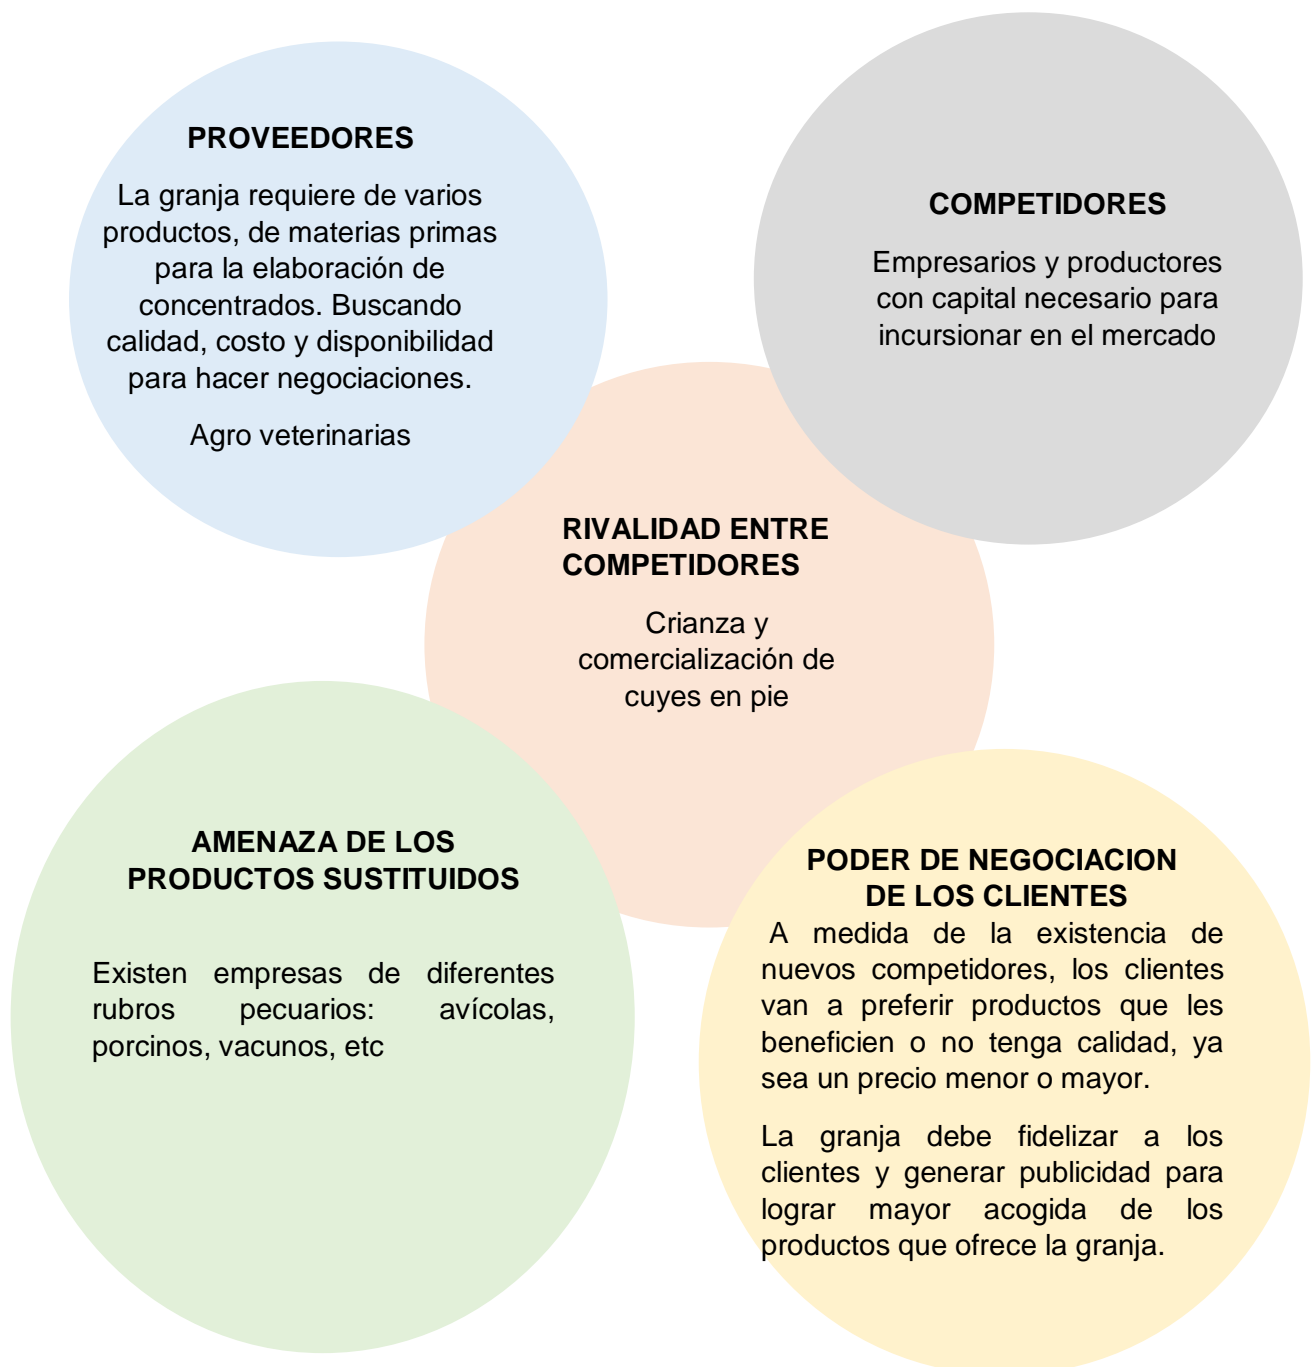 PROVEEDORES
La granja requiere de varios
productos, de materias primas
para la elaboración de
concentrados. Buscando
calidad, costo y disponibilidad
para hacer negociaciones.
Agro veterinarias
COMPETIDORES
Empresarios y productores
con capital necesario para
incursionar en el mercado
RIVALIDAD ENTRE
COMPETIDORES
Crianza y
comercialización de
cuyes en pie
AMENAZA DE LOS
PRODUCTOS SUSTITUIDOS
Existen empresas de diferentes
rubros pecuarios: avícolas,
porcinos, vacunos, etc
PODER DE NEGOCIACION
DE LOS CLIENTES
A medida de la existencia de
nuevos competidores, los clientes
van a preferir productos que les
beneficien o no tenga calidad, ya
sea un precio menor o mayor.
La granja debe fidelizar a los
clientes y generar publicidad para
lograr mayor acogida de los
productos que ofrece la granja.